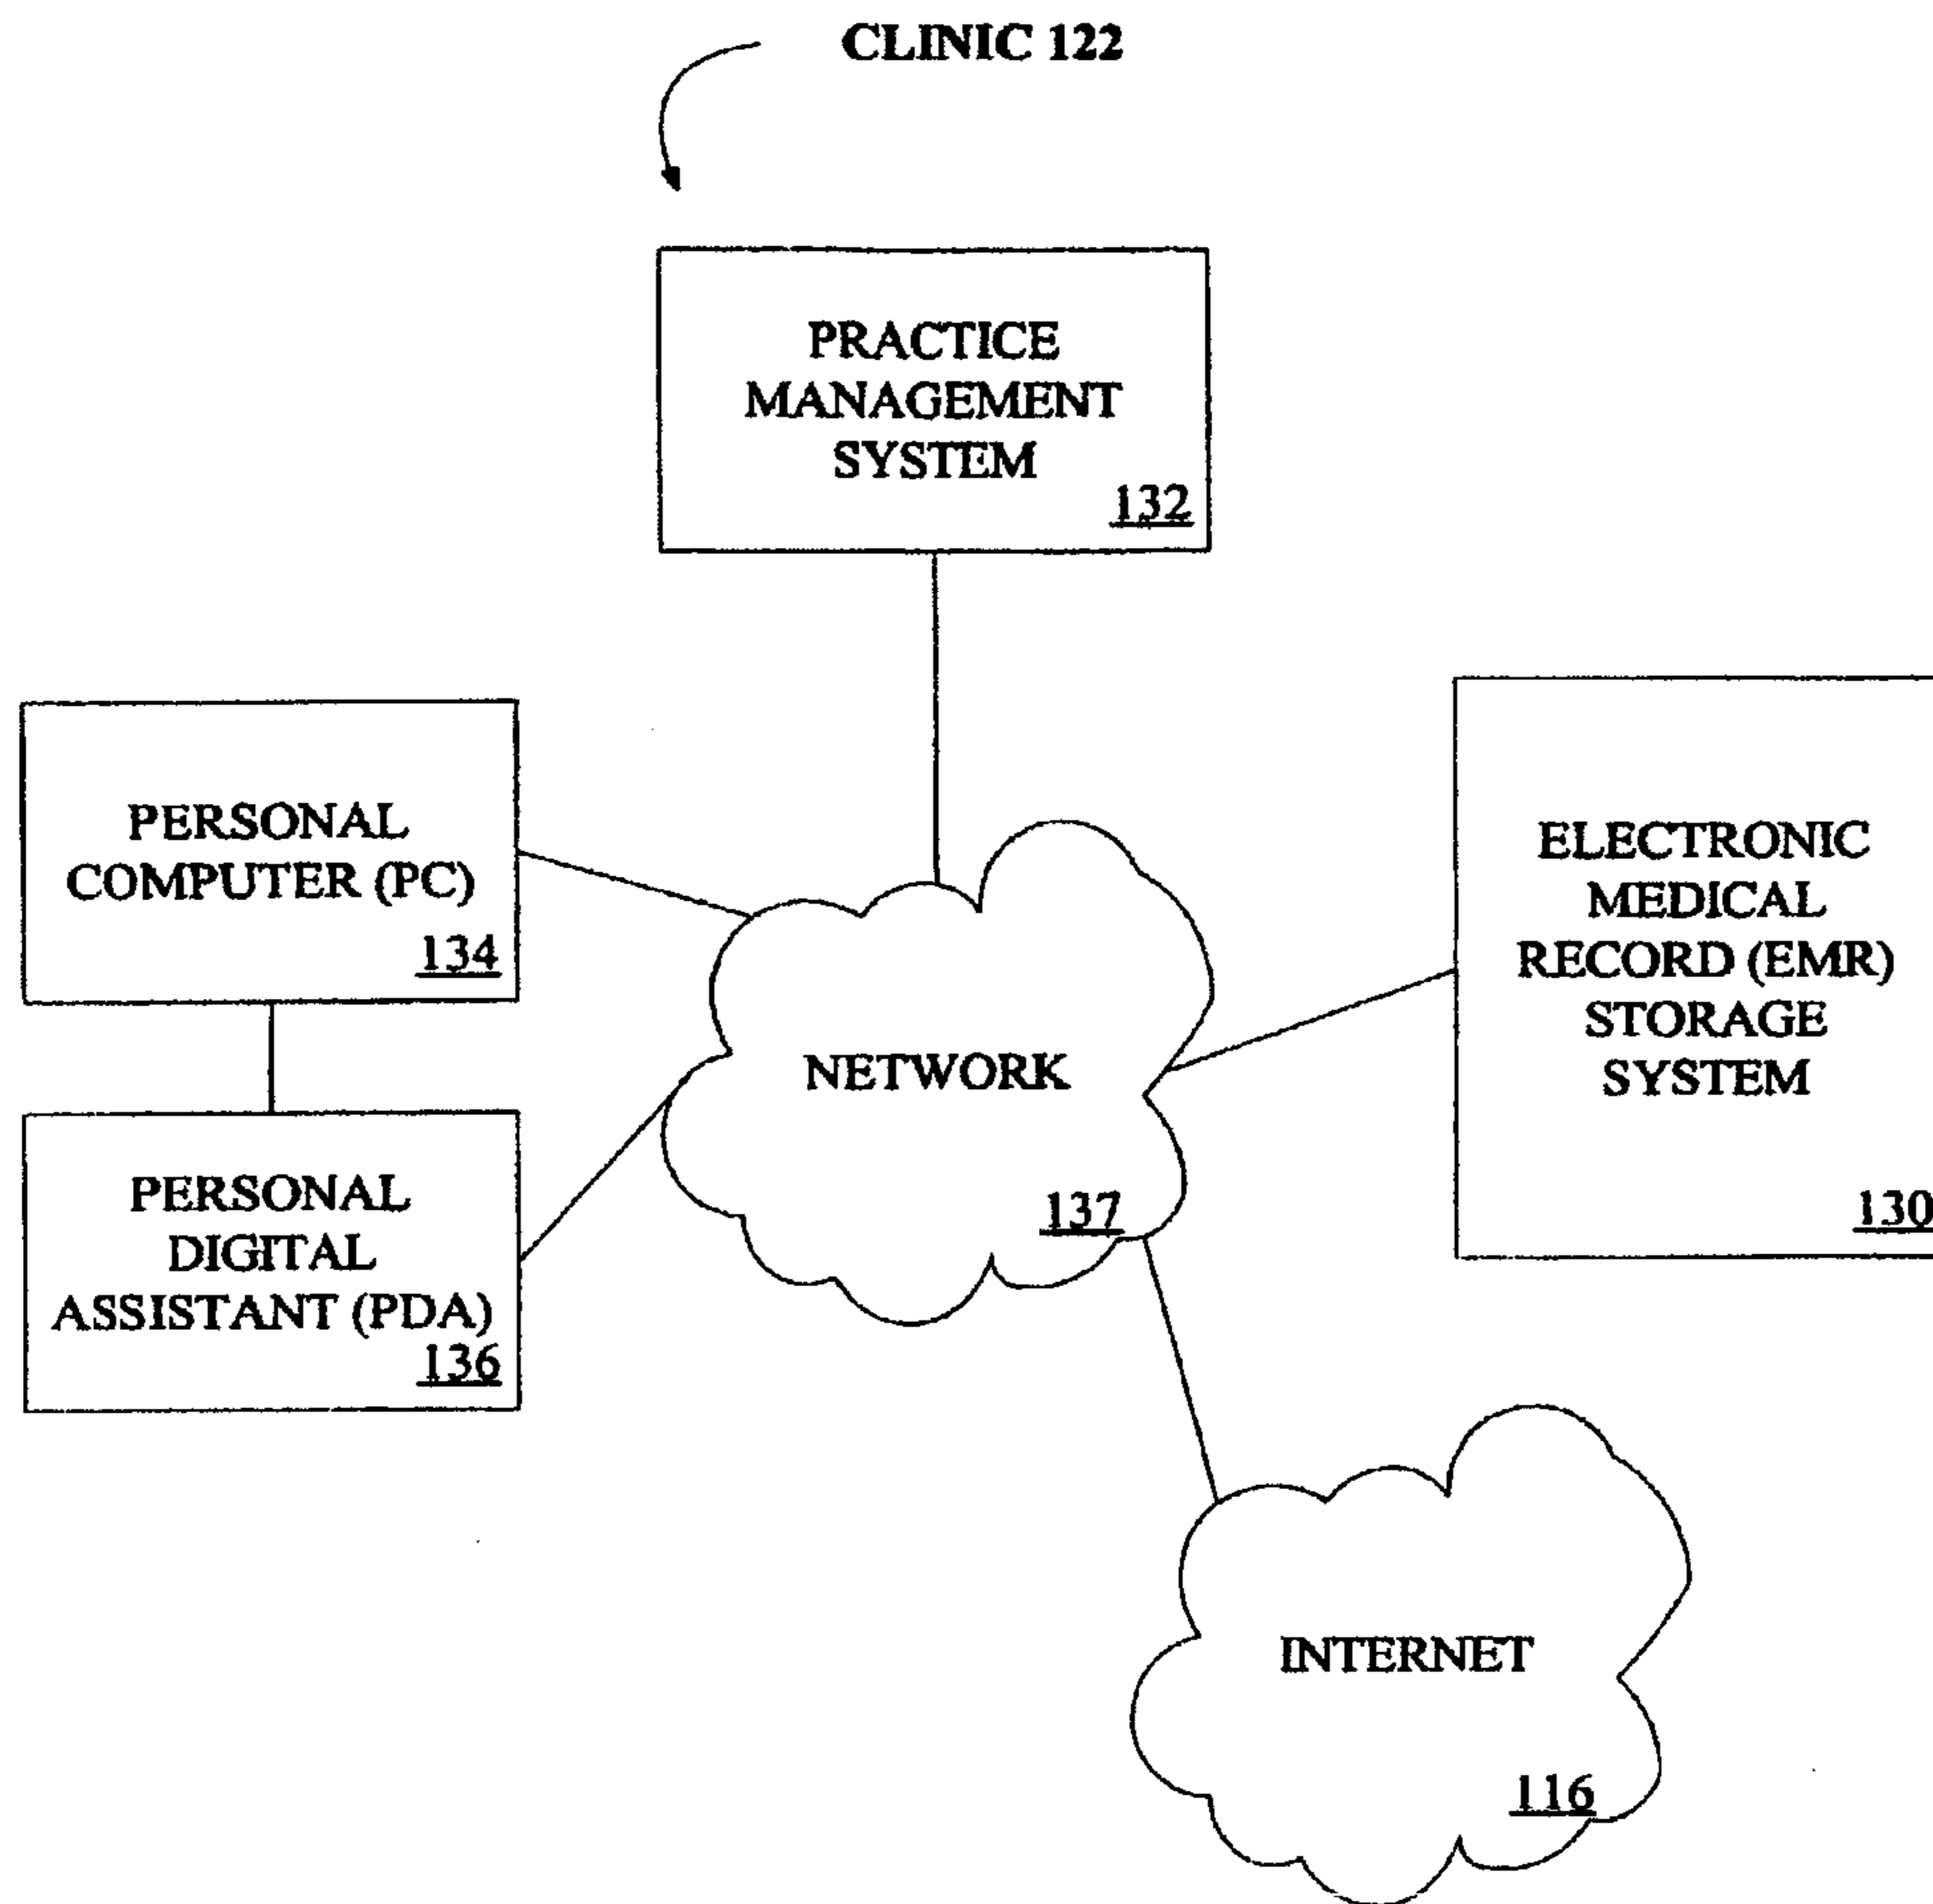 CLINIC 122
PRACTICE
MANAGEMENT
SYSTEM
132
PERSONAL
COMPUTER (PC)
134
ELECTRONIC
MEDICAL
RECORD (EMR)
STORAGE
SYSTEM
130
NETWORK
137
PERSONAL
DIGITAL
ASSISTANT (PDA)
136
INTERNET
116